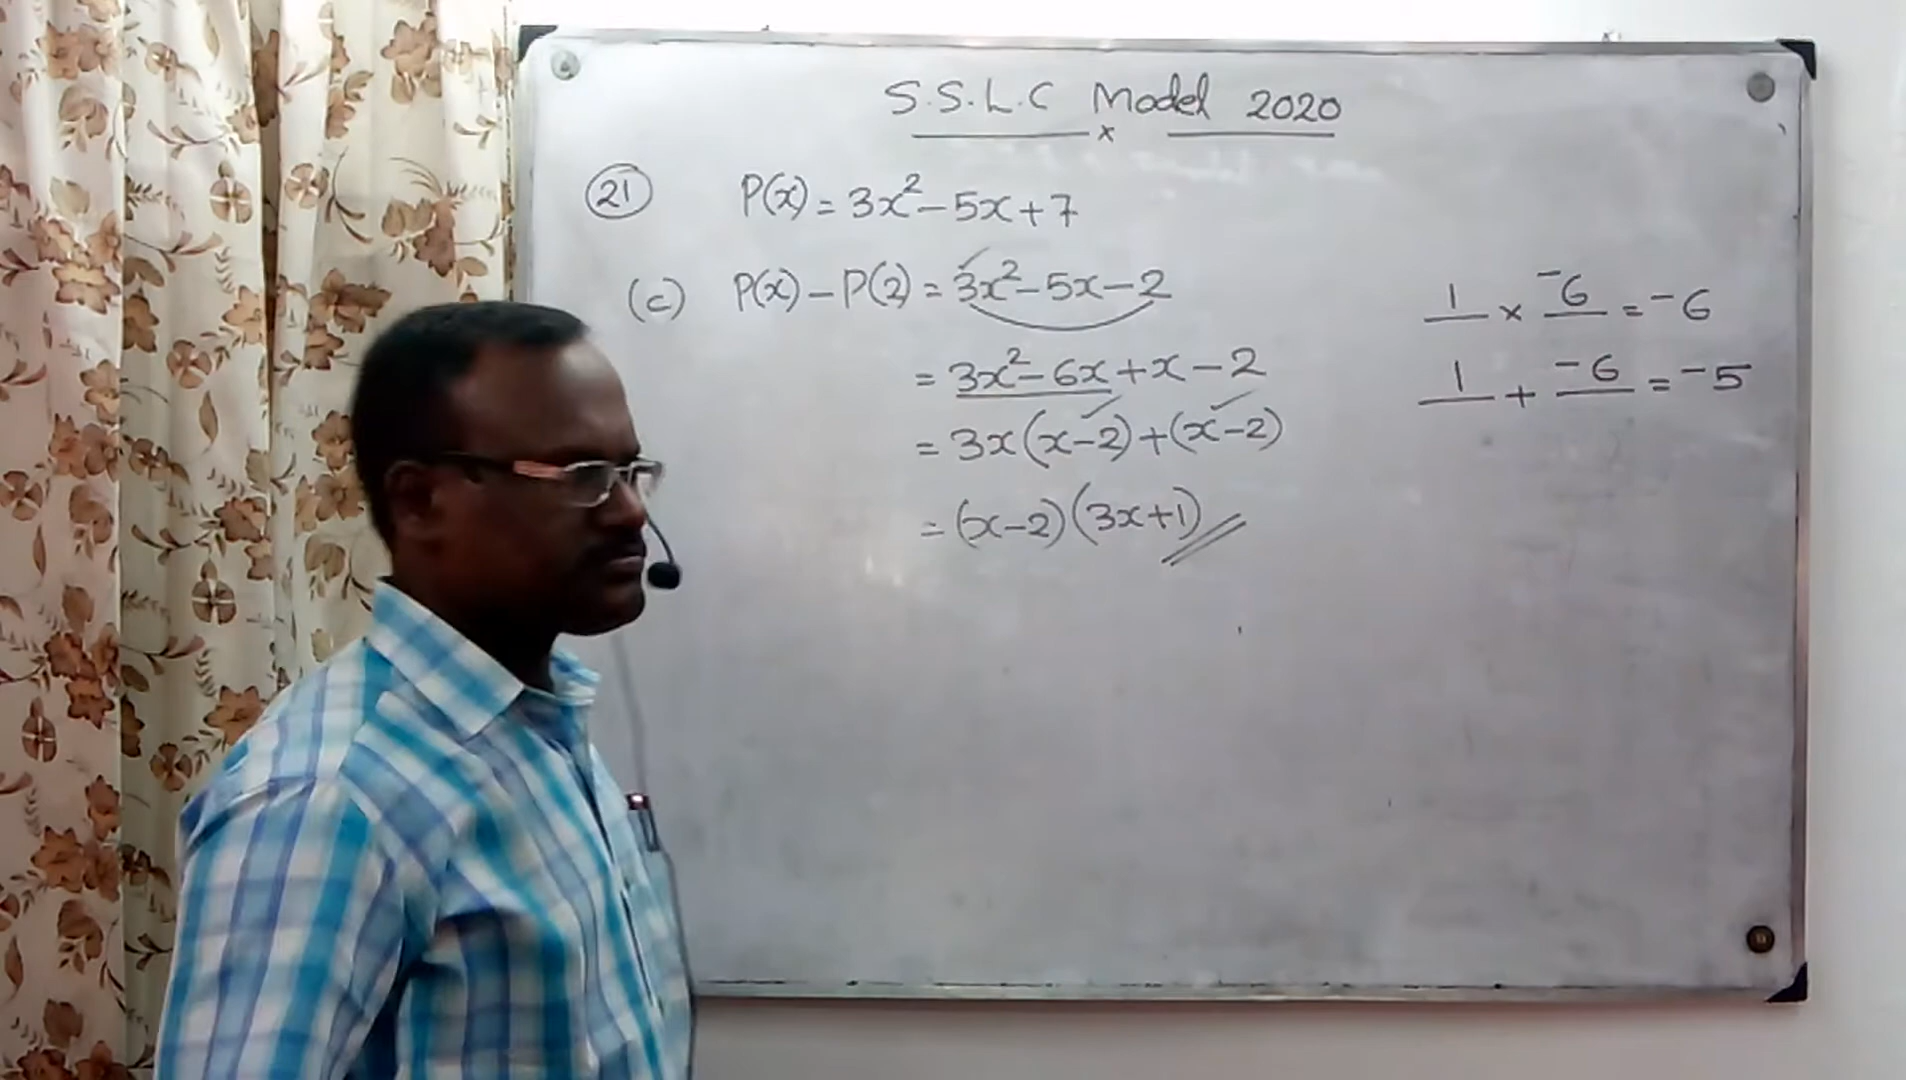 S.S.L.C Model 2020
x
21 P(x) = 3x² - 5x + 7
(c) P(x) - P(2) = 3x² - 5x - 2
= 3x² - 6x + x - 2
= 3x(x-2) + (x-2)
= (x-2)(3x+1)
1 × -6 = -6
1 + -6 = -5